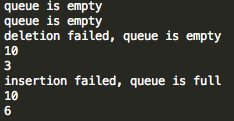 queue is empty
queue is empty
deletion failed, queue is empty
10
3
insertion failed, queue is full
10
6